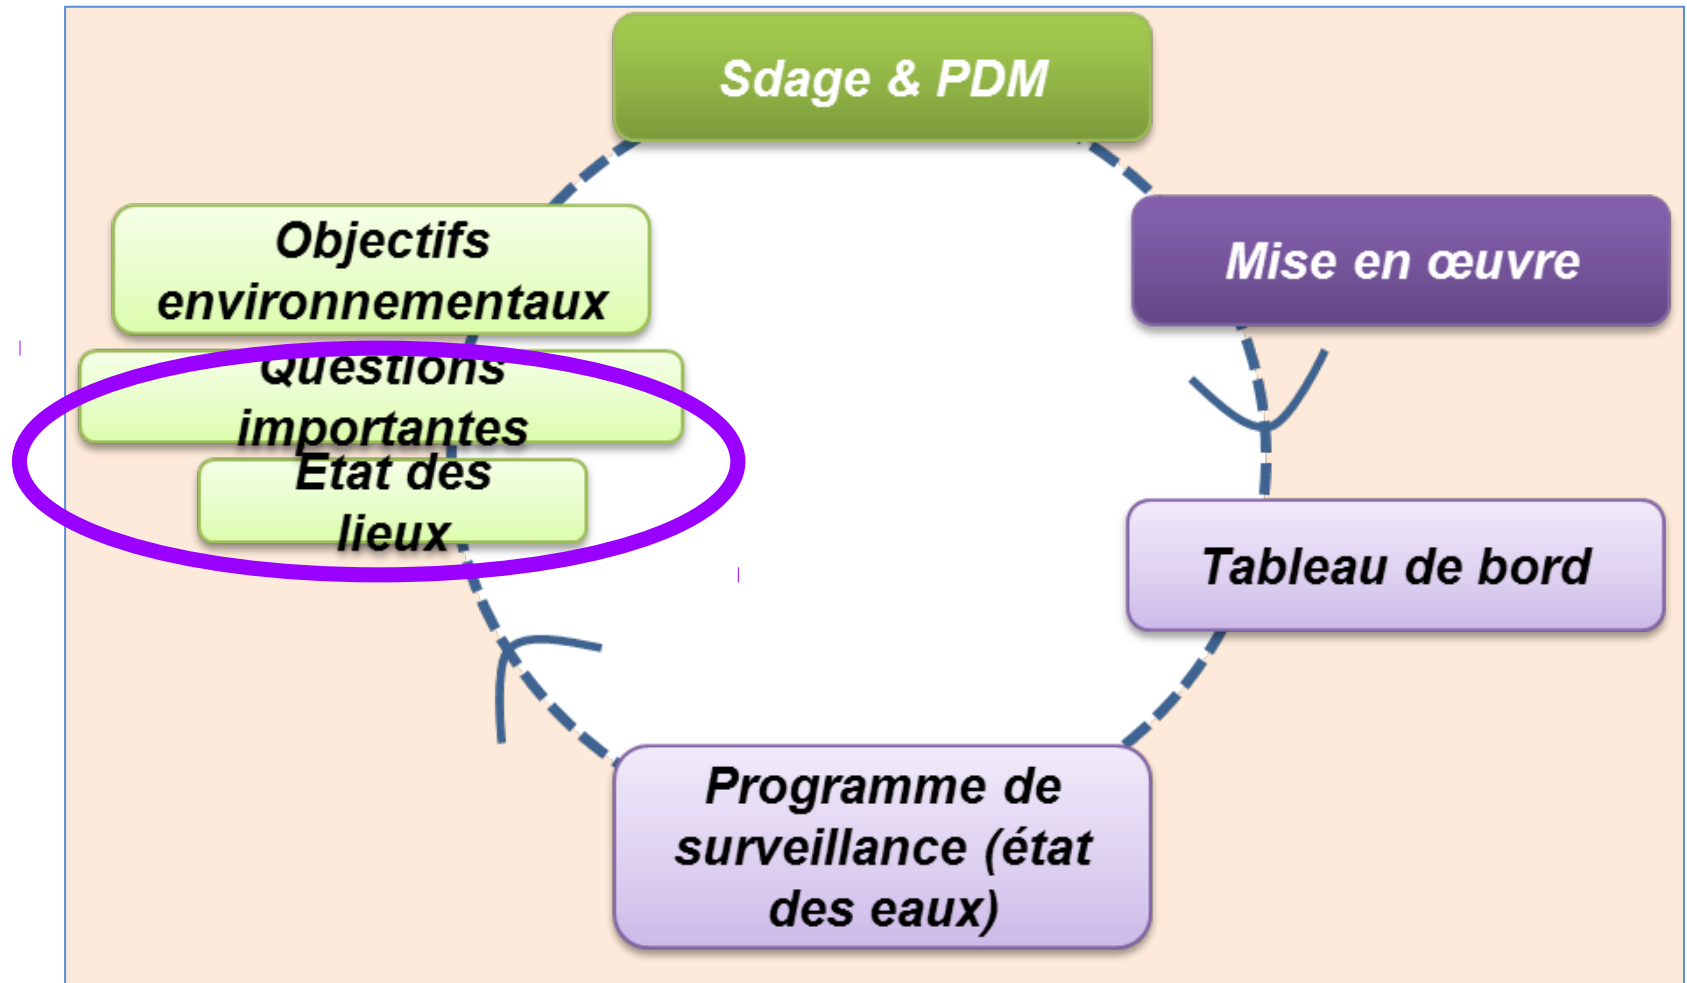 Sdage & PDM
Objectifs
environnementaux
Mise en œuvre
Questions
importantes
Etat des
lieux
Tableau de bord
Programme de
surveillance (état
des eaux)